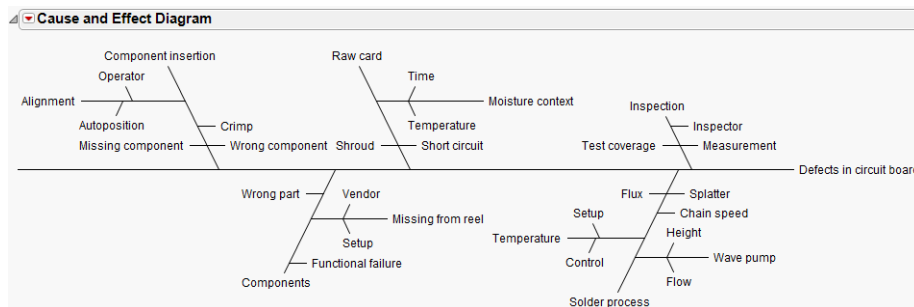 Cause and Effect Diagram
Component insertion
Raw card
Operator
Time
Alignment
Moisture context
Inspection
Autoposition
Crimp
Temperature
Inspector
Missing component
Wrong component
Shroud
Short circuit
Test coverage
Measurement
Defects in circuit board
Wrong part
Vendor
Flux
Splatter
Missing from reel
Setup
Chain speed
Setup
Temperature
Height
Functional failure
Control
Wave pump
Components
Flow
Solder process